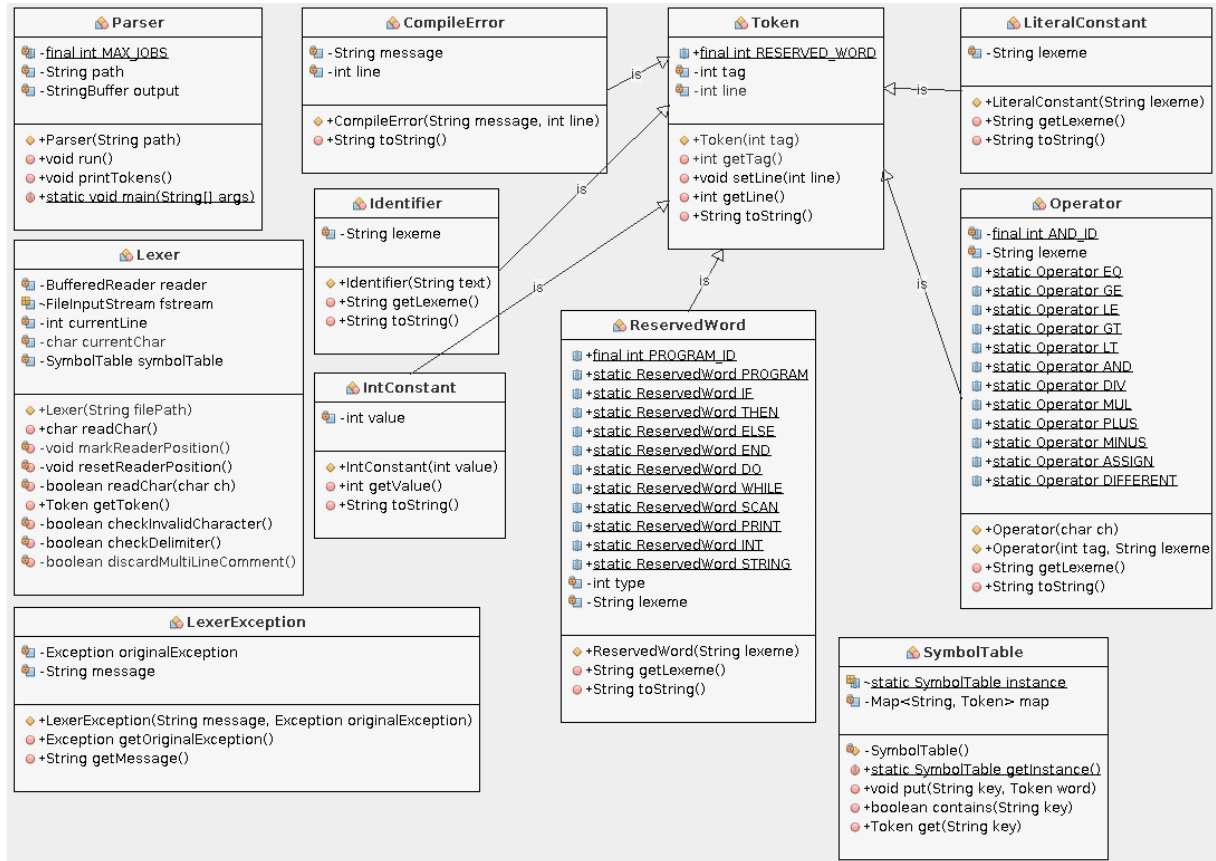 Parser
-final int MAX_JOBS
-String path
-StringBuffer output
+Parser(String path)
+void run()
+void printTokens()
+static void main(String[] args)
CompileError
-String message
-int line
+CompileError(String message, int line)
+String toString()
Token
+final int RESERVED_WORD
-int tag
-int line
+Token(int tag)
+int getTag()
+void setLine(int line)
+int getLine()
+String toString()
LiteralConstant
-String lexeme
+LiteralConstant(String lexeme)
+String getLexeme()
+String toString()
is
is
is
is
is
is
Identifier
-String lexeme
+Identifier(String text)
+String getLexeme()
+String toString()
Operator
-final int AND_ID
-String lexeme
+static Operator EQ
+static Operator GE
+static Operator LE
+static Operator GT
+static Operator LT
+static Operator AND
+static Operator DIV
+static Operator MUL
+static Operator PLUS
+static Operator MINUS
+static Operator ASSIGN
+static Operator DIFFERENT
+Operator(char ch)
+Operator(int tag, String lexeme
+String getLexeme()
+String toString()
Lexer
-BufferedReader reader
~FileInputStream fstream
-int currentLine
-char currentChar
-SymbolTable symbolTable
+Lexer(String filePath)
+char readChar()
-void markReaderPosition()
-void resetReaderPosition()
-boolean readChar(char ch)
+Token getToken()
-boolean checkInvalidCharacter()
-boolean checkDelimiter()
-boolean discardMultiLineComment()
IntConstant
-int value
+IntConstant(int value)
+int getValue()
+String toString()
ReservedWord
+final int PROGRAM_ID
+static ReservedWord PROGRAM
+static ReservedWord IF
+static ReservedWord THEN
+static ReservedWord ELSE
+static ReservedWord END
+static ReservedWord DO
+static ReservedWord WHILE
+static ReservedWord SCAN
+static ReservedWord PRINT
+static ReservedWord INT
+static ReservedWord STRING
-int type
-String lexeme
+ReservedWord(String lexeme)
+String getLexeme()
+String toString()
LexerException
-Exception originalException
-String message
+LexerException(String message, Exception originalException)
+Exception getOriginalException()
+String getMessage()
SymbolTable
~static SymbolTable instance
-Map<String, Token> map
-SymbolTable()
+static SymbolTable getInstance()
+void put(String key, Token word)
+boolean contains(String key)
+Token get(String key)